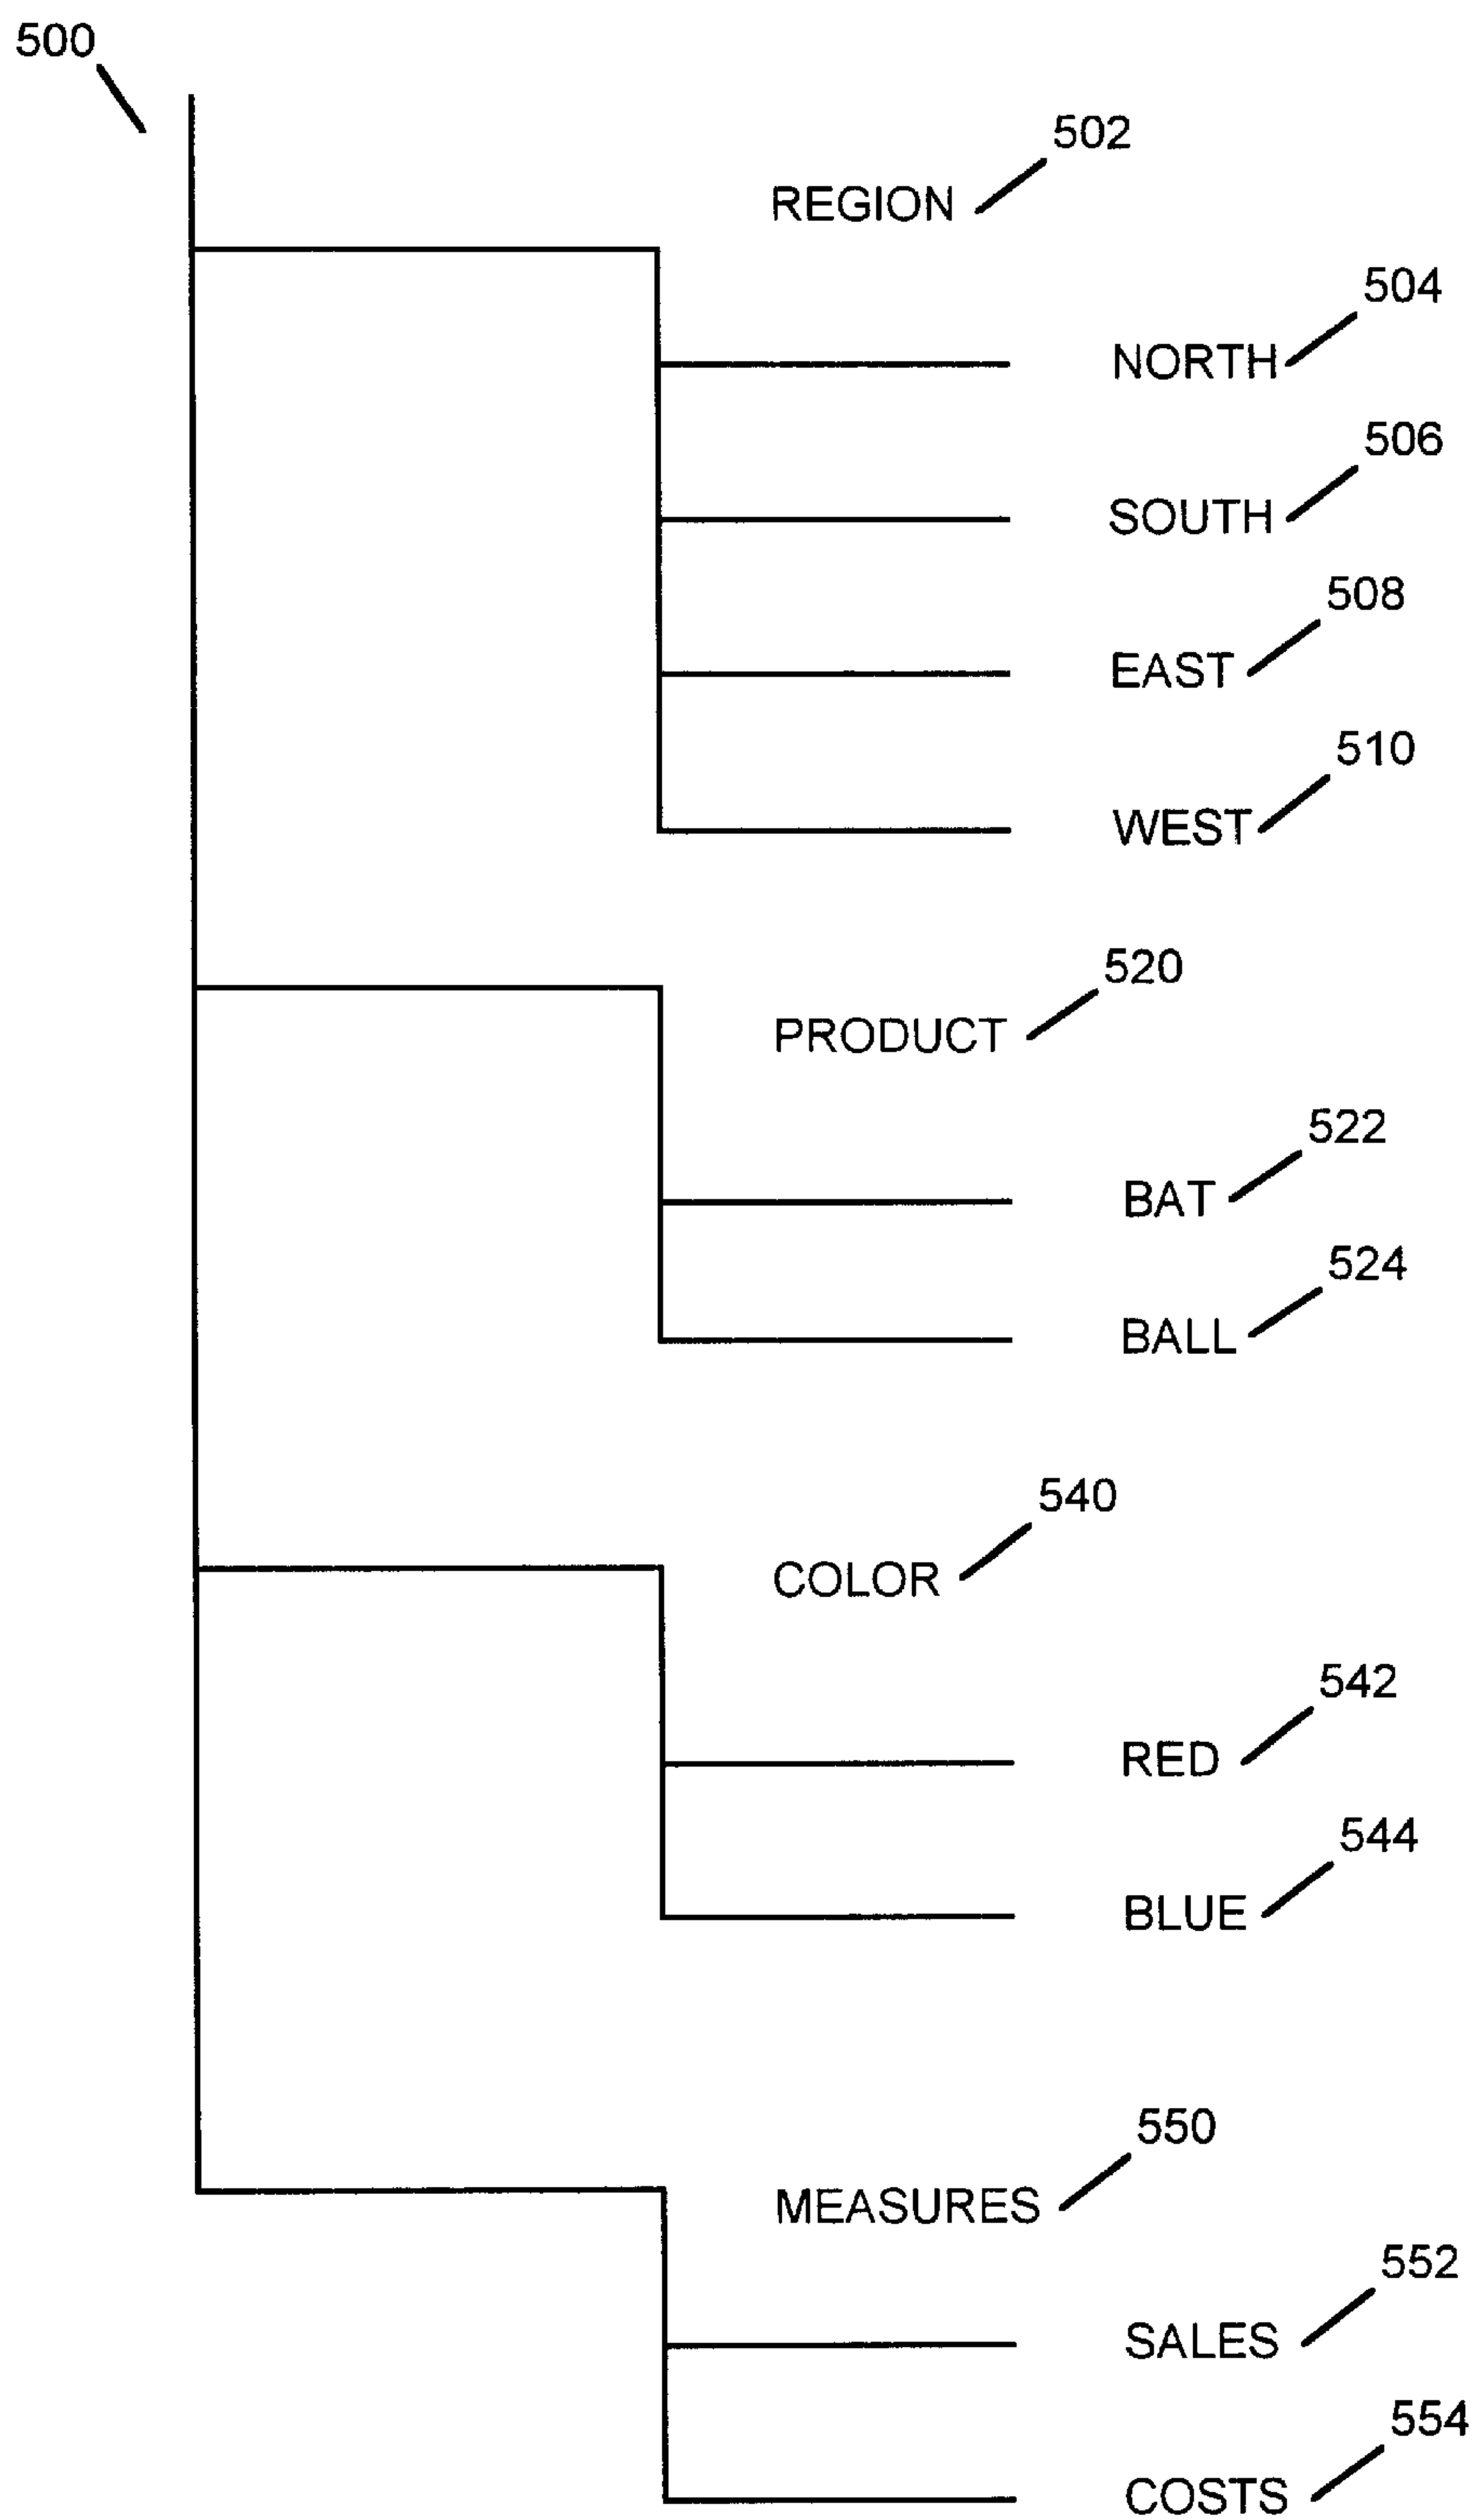 500
502
REGION
504
NORTH
506
SOUTH
508
EAST
510
WEST
520
PRODUCT
522
BAT
524
BALL
540
COLOR
542
RED
544
BLUE
550
MEASURES
552
SALES
554
COSTS